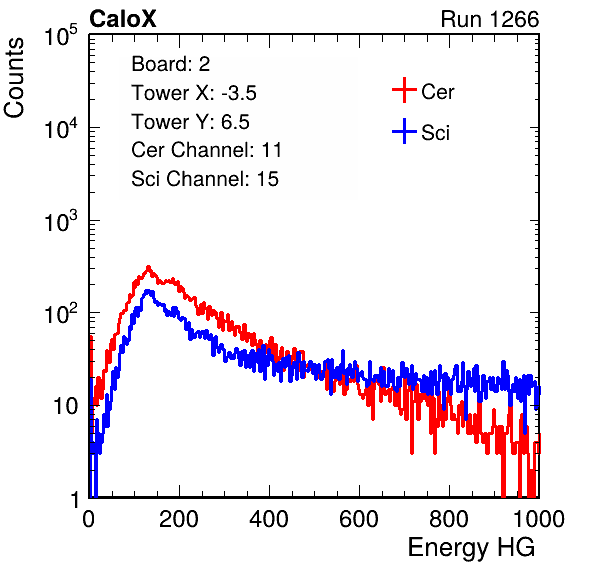 CaloX Run 1266
Counts
Board: 2
Tower X: -3.5
Tower Y: 6.5
Cer Channel: 11
Sci Channel: 15
Cer
Sci
10^5
10^4
10^3
10^2
10
1
0 200 400 600 800 1000
Energy HG